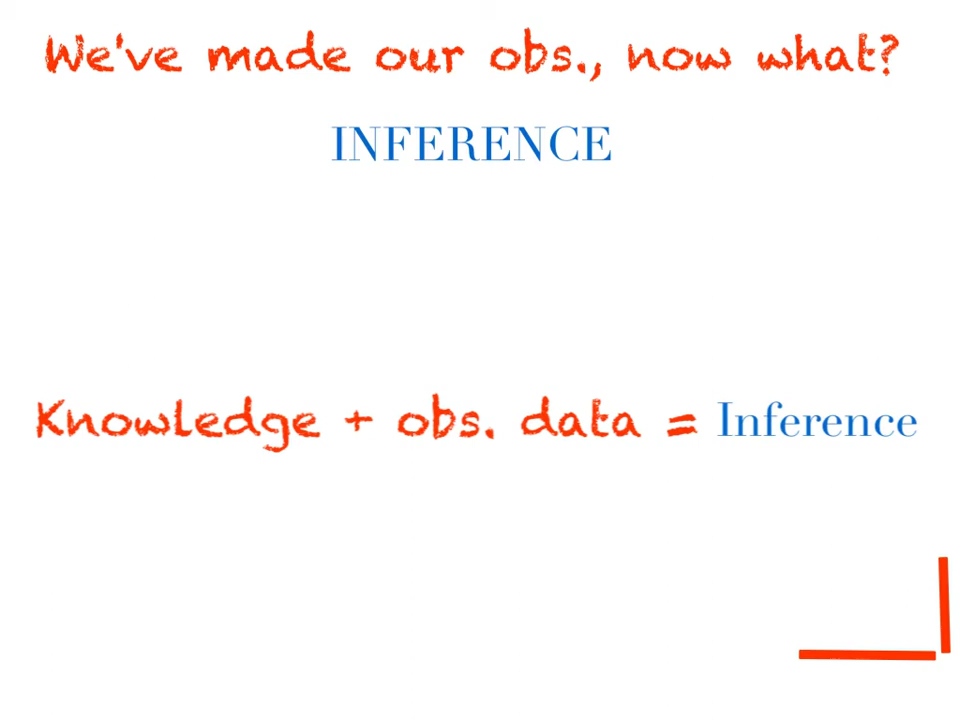 We've made our obs., now what?
INFERENCE
Knowledge + obs. data = Inference